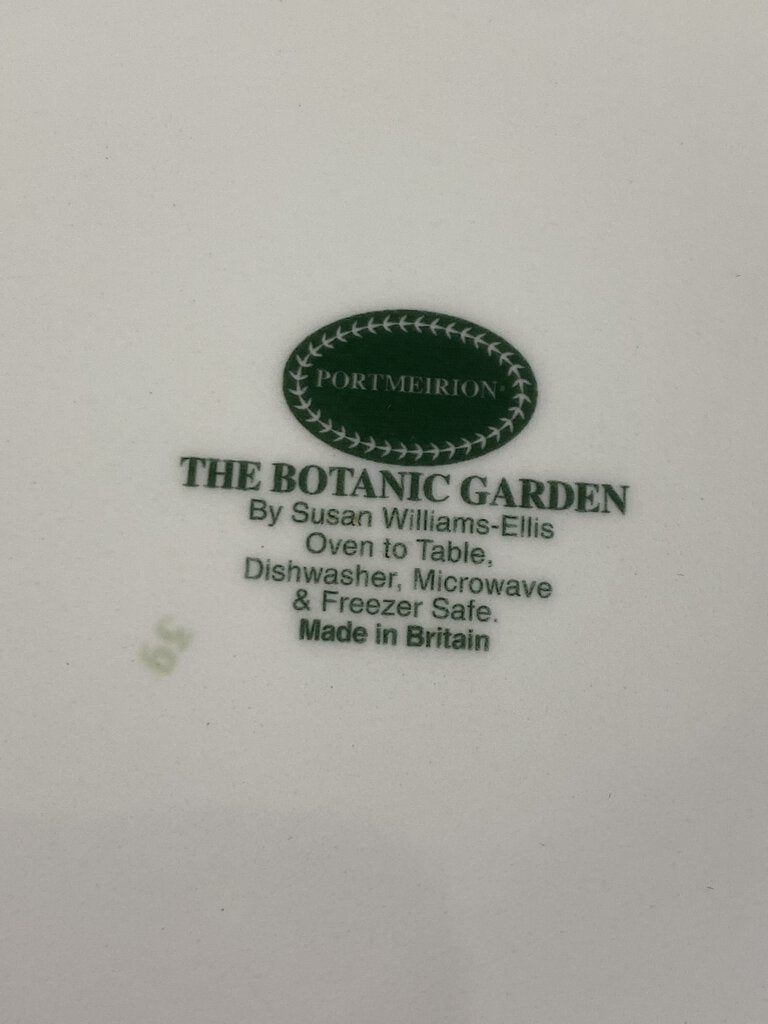 PORTMEIRION®
THE BOTANIC GARDEN
By Susan Williams-Ellis
Oven to Table,
Dishwasher, Microwave
& Freezer Safe.
Made in Britain